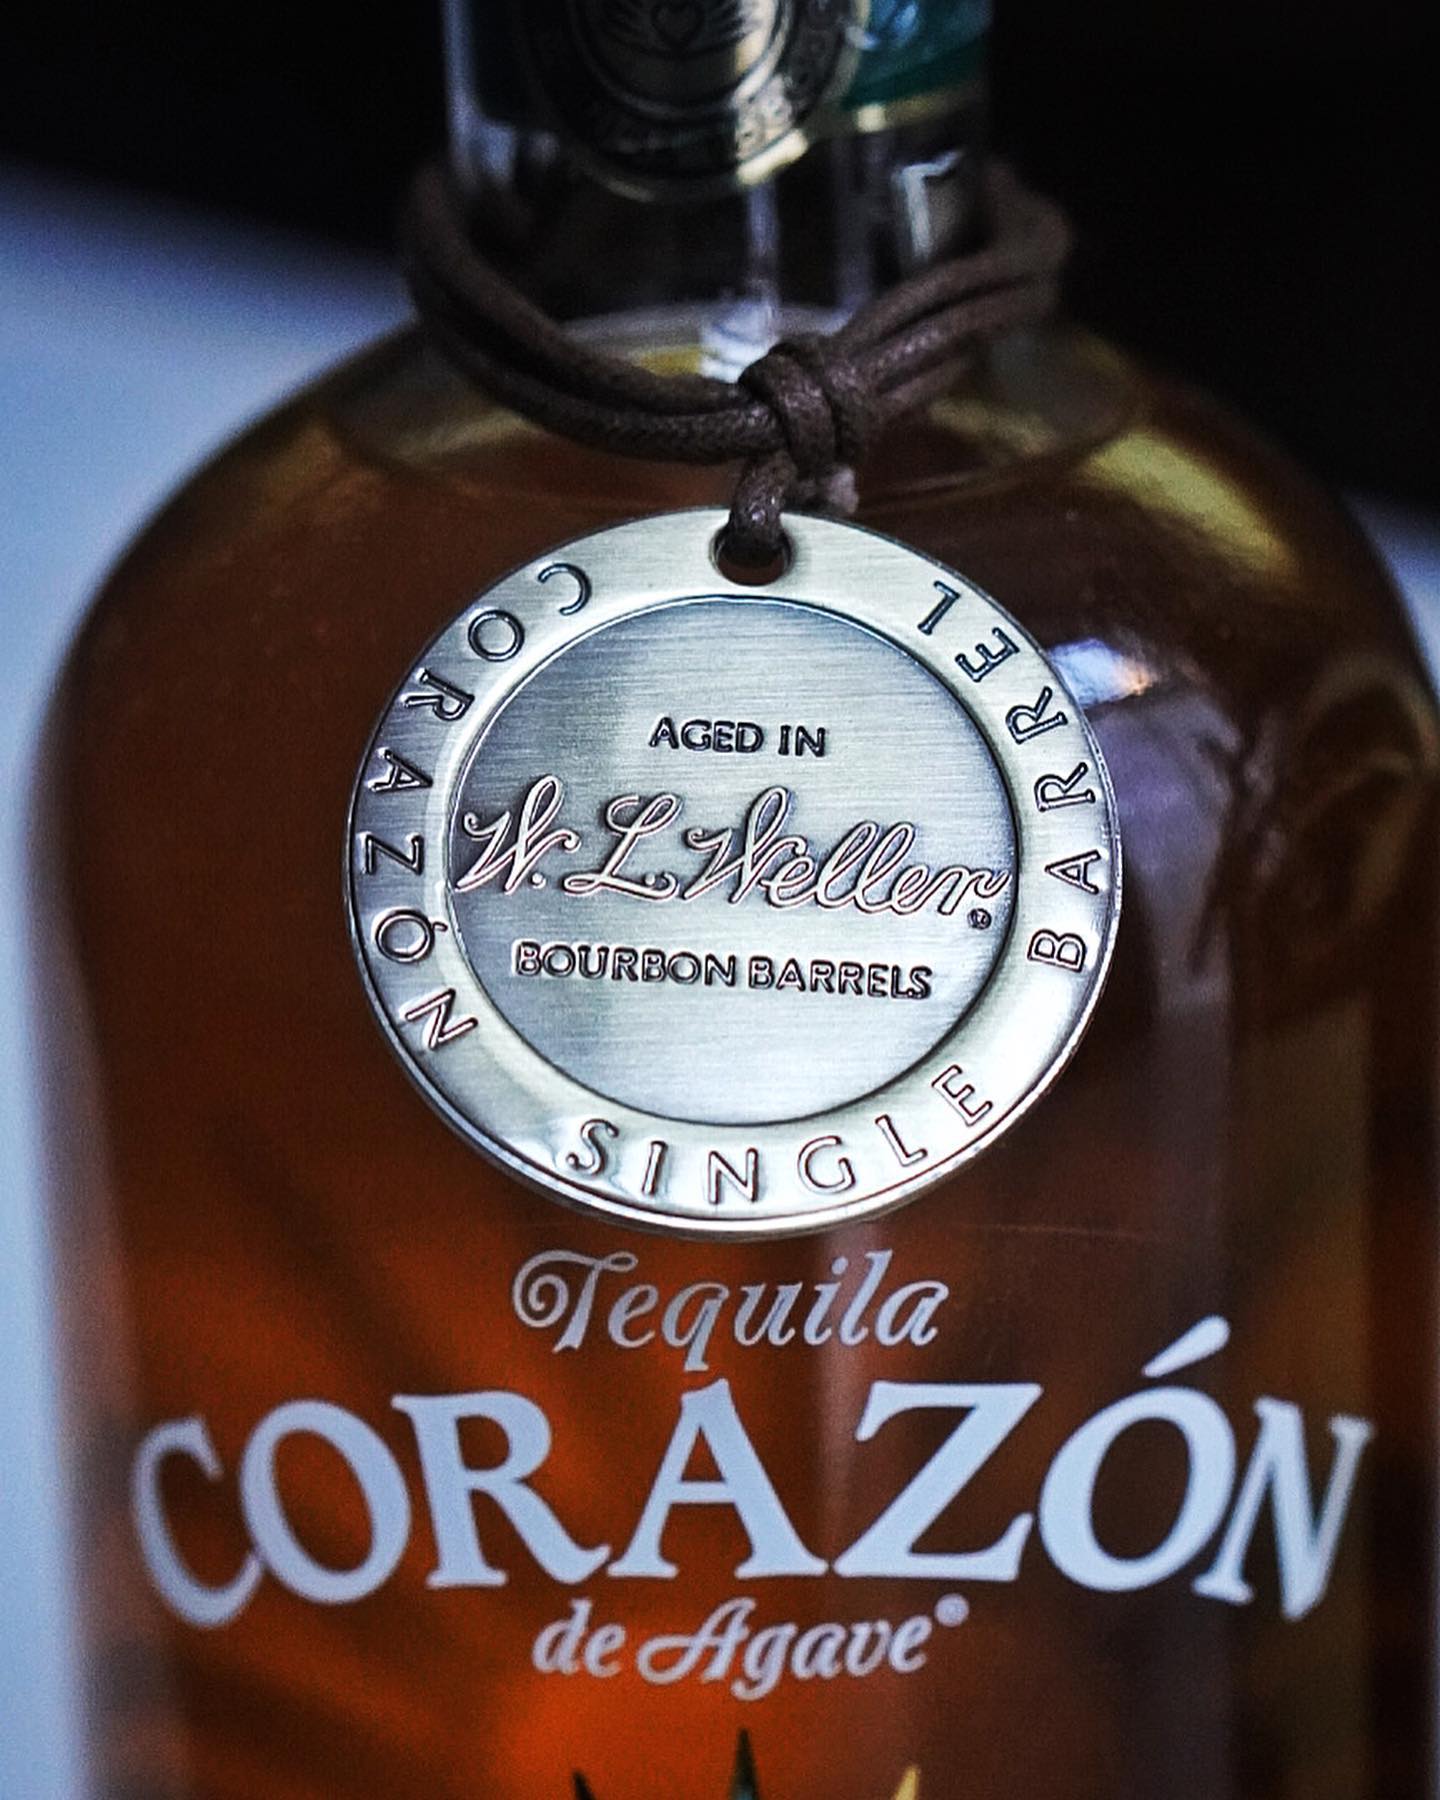 CORAZÓN SINGLE BARREL
AGED IN
W. L. Weller®
BOURBON BARRELS
Tequila
CORAZÓN
de Agave®